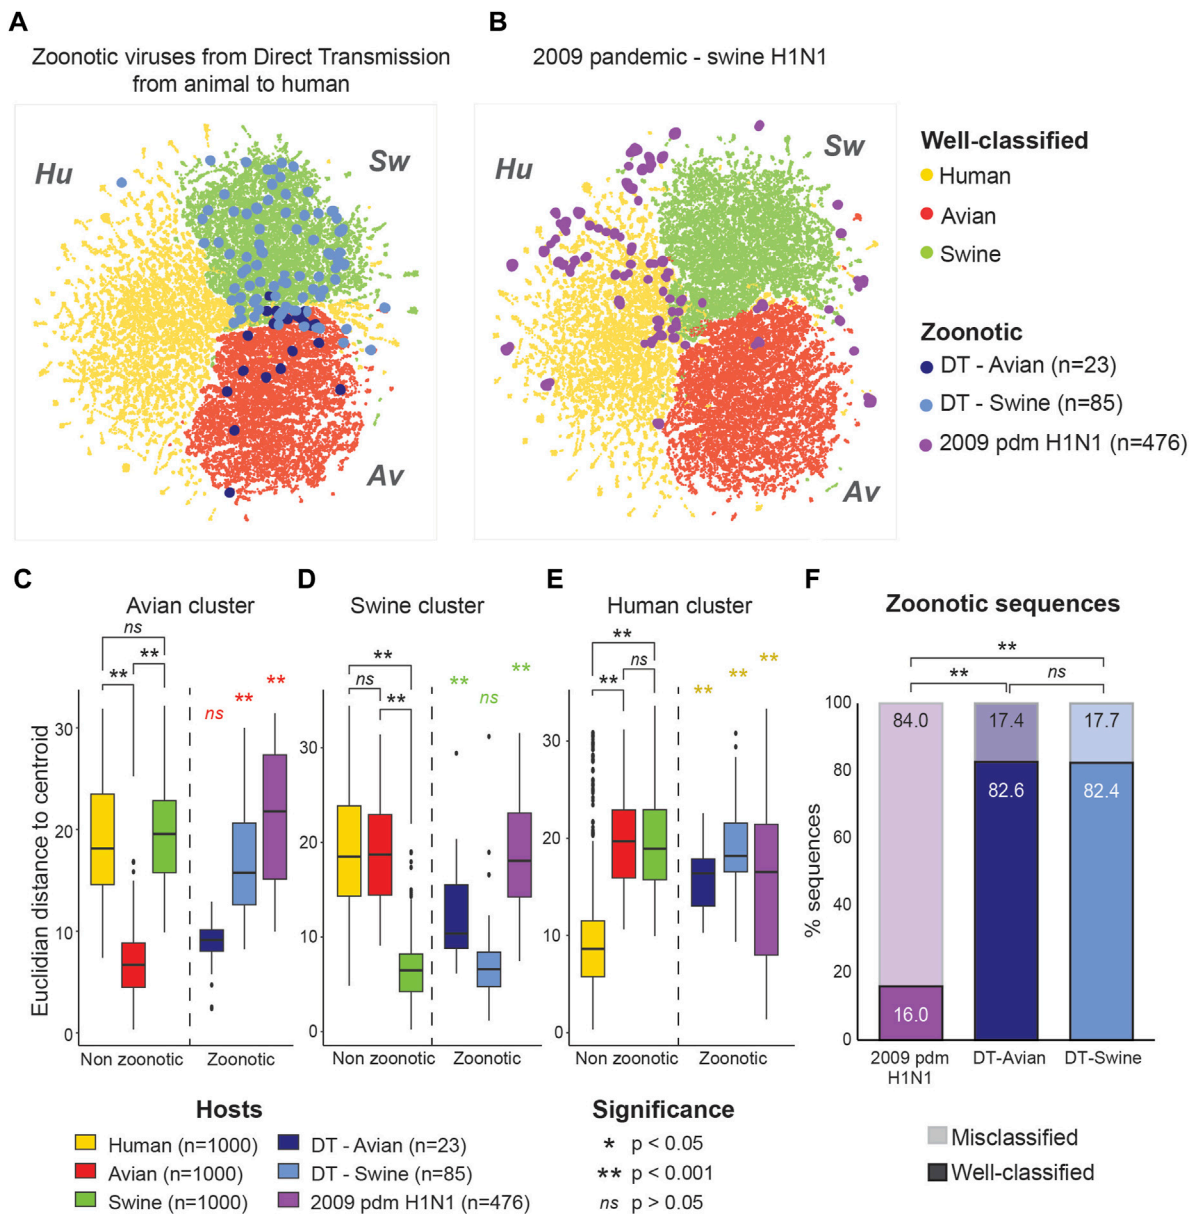 A
B
Zoonotic viruses from Direct Transmission
from animal to human
2009 pandemic - swine H1N1
Hu
Sw
Av
Hu
Sw
Av
Well-classified
Human
Avian
Swine
Zoonotic
DT - Avian (n=23)
DT - Swine (n=85)
2009 pdm H1N1 (n=476)
C
D
E
F
Avian cluster
Swine cluster
Human cluster
Zoonotic sequences
ns
**
**
ns
**
**
**
ns
**
**
ns
**
**
ns
**
**
**
**
**
**
ns
Euclidian distance to centroid
30
20
10
0
Non zoonotic
Zoonotic
30
20
10
0
Non zoonotic
Zoonotic
30
20
10
0
Non zoonotic
Zoonotic
% sequences
100
80
60
40
20
0
84.0
17.4
17.7
82.6
82.4
16.0
2009 pdm
H1N1
DT-Avian
DT-Swine
Hosts
Human (n=1000)
Avian (n=1000)
Swine (n=1000)
DT - Avian (n=23)
DT - Swine (n=85)
2009 pdm H1N1 (n=476)
Significance
* p < 0.05
** p < 0.001
ns p > 0.05
Misclassified
Well-classified